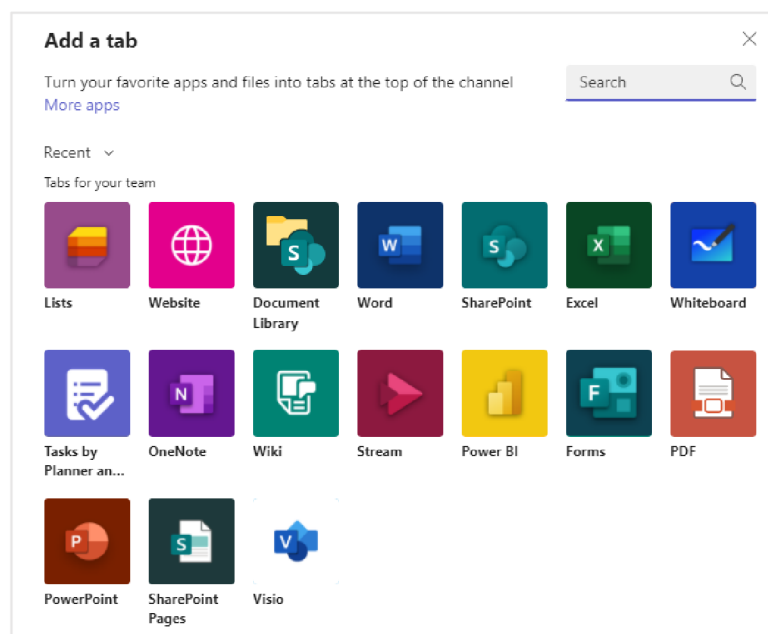 Add a tab
Turn your favorite apps and files into tabs at the top of the channel
Search
More apps
Recent
Tabs for your team
W
S
S
X
Lists
Website
Document
Library
Word
SharePoint
Excel
Whiteboard
N
F
Tasks by
Planner an...
OneNote
Wiki
Stream
Power BI
Forms
PDF
P
S
V
PowerPoint
SharePoint
Pages
Visio